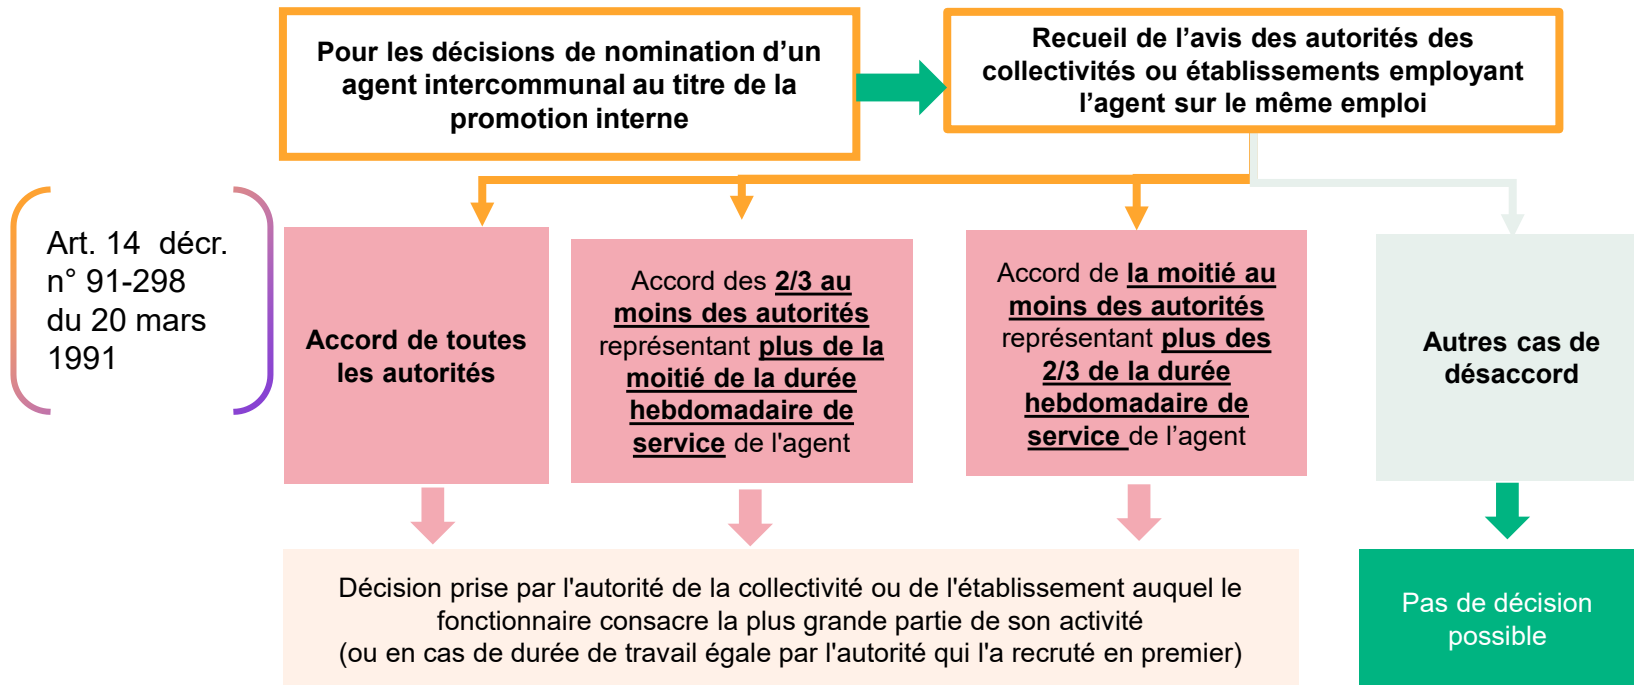 Pour les décisions de nomination d’un
agent intercommunal au titre de la
promotion interne
Recueil de l’avis des autorités des
collectivités ou établissements employant
l’agent sur le même emploi
Art. 14 décr.
n° 91-298
du 20 mars
1991
Accord de toutes
les autorités
Accord des 2/3 au
moins des autorités
représentant plus de la
moitié de la durée
hebdomadaire de
service de l'agent
Accord de la moitié au
moins des autorités
représentant plus des
2/3 de la durée
hebdomadaire de
service de l’agent
Autres cas de
désaccord
Décision prise par l'autorité de la collectivité ou de l'établissement auquel le
fonctionnaire consacre la plus grande partie de son activité
(ou en cas de durée de travail égale par l'autorité qui l'a recruté en premier)
Pas de décision
possible